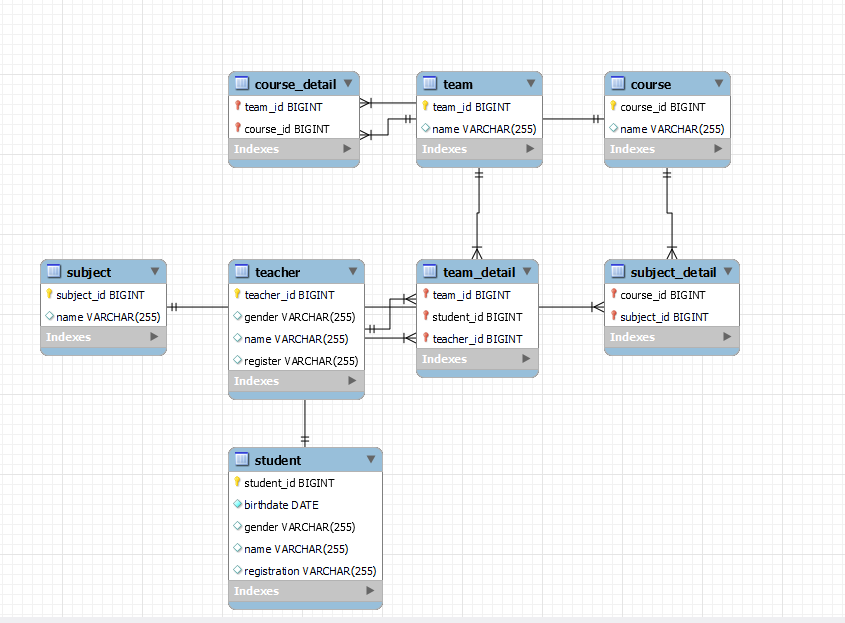 course_detail
team_id BIGINT
course_id BIGINT
Indexes
team
team_id BIGINT
name VARCHAR(255)
Indexes
course
course_id BIGINT
name VARCHAR(255)
Indexes
subject
subject_id BIGINT
name VARCHAR(255)
Indexes
teacher
teacher_id BIGINT
gender VARCHAR(255)
name VARCHAR(255)
register VARCHAR(255)
Indexes
team_detail
team_id BIGINT
student_id BIGINT
teacher_id BIGINT
Indexes
subject_detail
course_id BIGINT
subject_id BIGINT
Indexes
student
student_id BIGINT
birthdate DATE
gender VARCHAR(255)
name VARCHAR(255)
registration VARCHAR(255)
Indexes